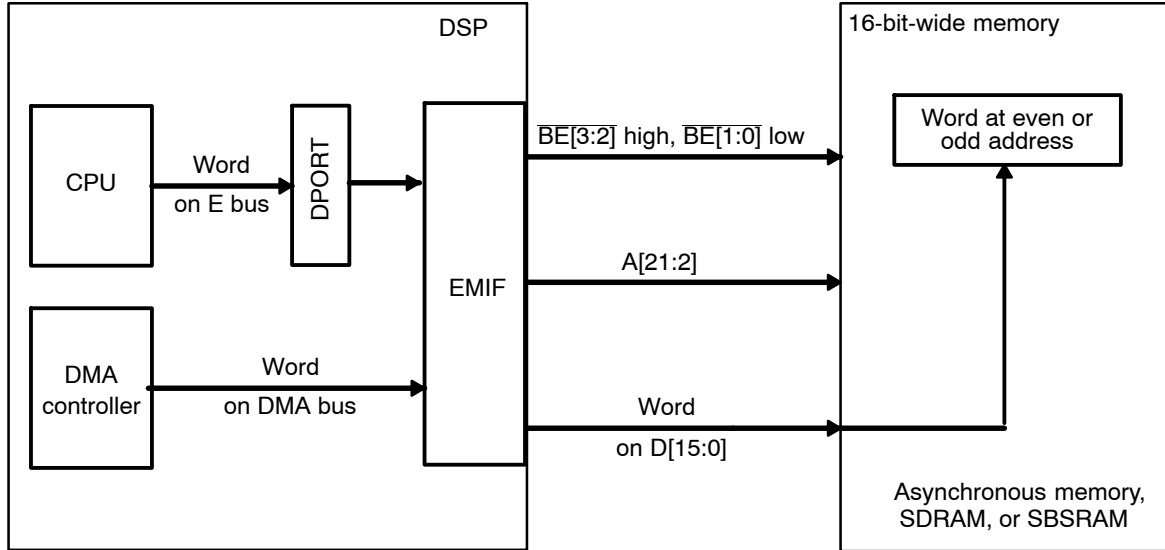 DSP
16-bit-wide memory
CPU
Word
on E bus
DPORT
DMA
controller
Word
on DMA bus
EMIF
BE[3:2] high, BE[1:0] low
A[21:2]
Word
on D[15:0]
Word at even or
odd address
Asynchronous memory,
SDRAM, or SBSRAM